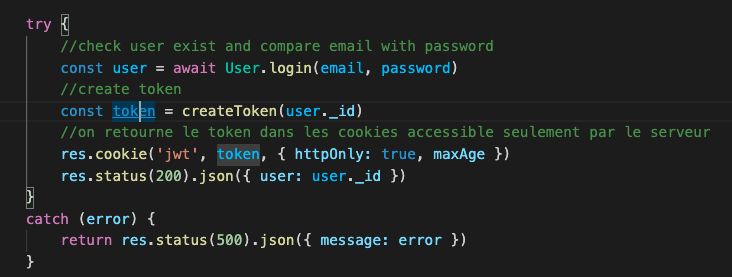 try {
//check user exist and compare email with password
const user = await User.login(email, password)
//create token
const token = createToken(user._id)
//on retourne le token dans les cookies accessible seulement par le serveur
res.cookie('jwt', token, { httpOnly: true, maxAge })
res.status(200).json({ user: user._id })
}
catch (error) {
return res.status(500).json({ message: error })
}